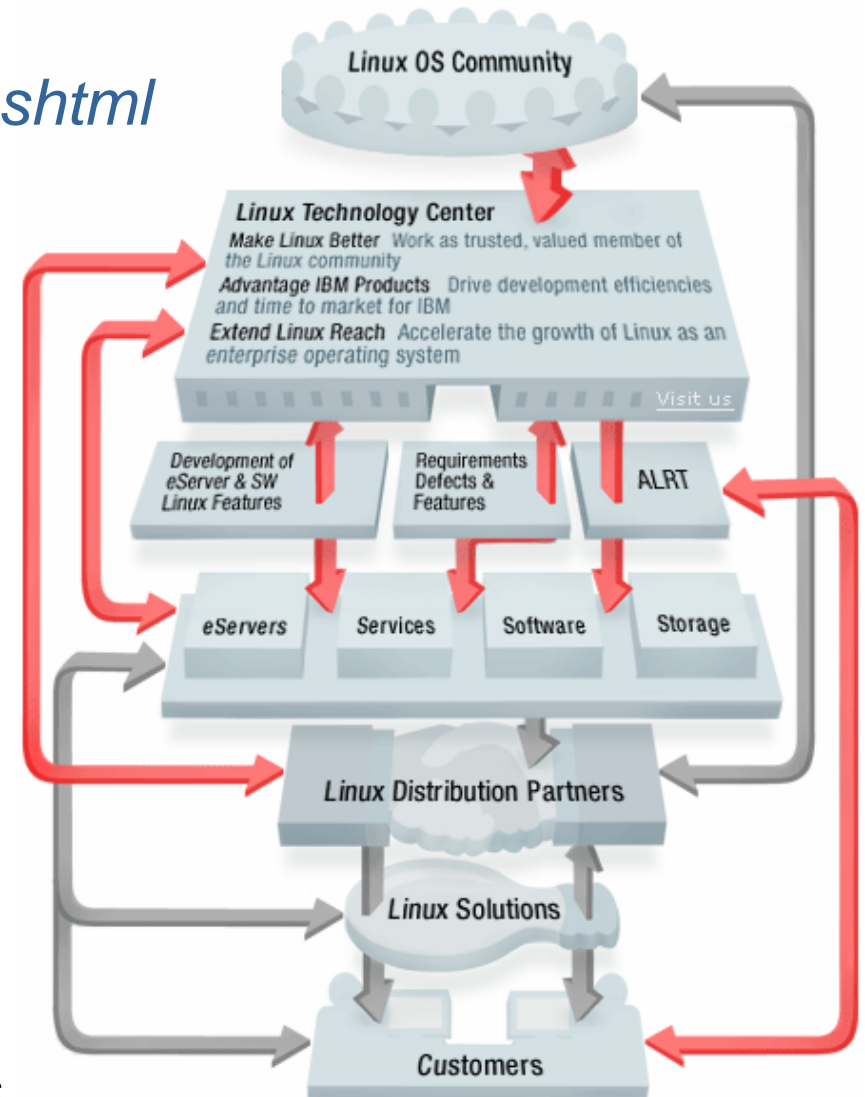 shtml
Linux OS Community
Linux Technology Center
Make Linux Better Work as trusted, valued member of
the Linux community
Advantage IBM Products Drive development efficiencies
and time to market for IBM
Extend Linux Reach Accelerate the growth of Linux as an
enterprise operating system
Visit us
Development of
eServer & SW
Linux Features
Requirements
Defects &
Features
ALRT
eServers
Services
Software
Storage
Linux Distribution Partners
Linux Solutions
Customers